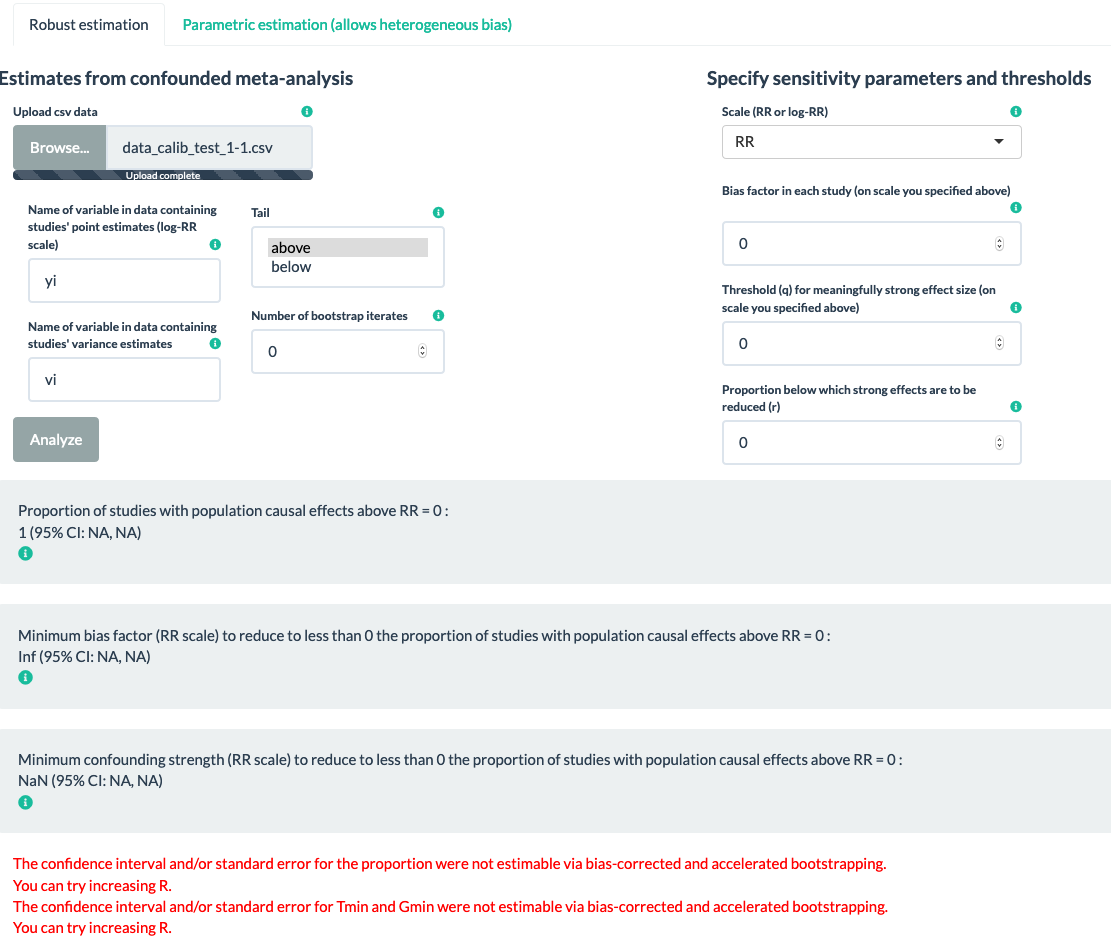 Robust estimation
Parametric estimation (allows heterogeneous bias)
Estimates from confounded meta-analysis
Upload csv data
Browse...
data_calib_test_1-1.csv
Upload complete
Name of variable in data containing
studies' point estimates (log-RR
scale)
yi
Name of variable in data containing
studies' variance estimates
vi
Tail
above
below
Number of bootstrap iterates
0
Analyze
Specify sensitivity parameters and thresholds
Scale (RR or log-RR)
RR
Bias factor in each study (on scale you specified above)
0
Threshold (q) for meaningfully strong effect size (on
scale you specified above)
0
Proportion below which strong effects are to be
reduced (r)
0
Proportion of studies with population causal effects above RR = 0 :
1 (95% CI: NA, NA)
Minimum bias factor (RR scale) to reduce to less than 0 the proportion of studies with population causal effects above RR = 0 :
Inf (95% CI: NA, NA)
Minimum confounding strength (RR scale) to reduce to less than 0 the proportion of studies with population causal effects above RR = 0 :
NaN (95% CI: NA, NA)
The confidence interval and/or standard error for the proportion were not estimable via bias-corrected and accelerated bootstrapping.
You can try increasing R.
The confidence interval and/or standard error for Tmin and Gmin were not estimable via bias-corrected and accelerated bootstrapping.
You can try increasing R.